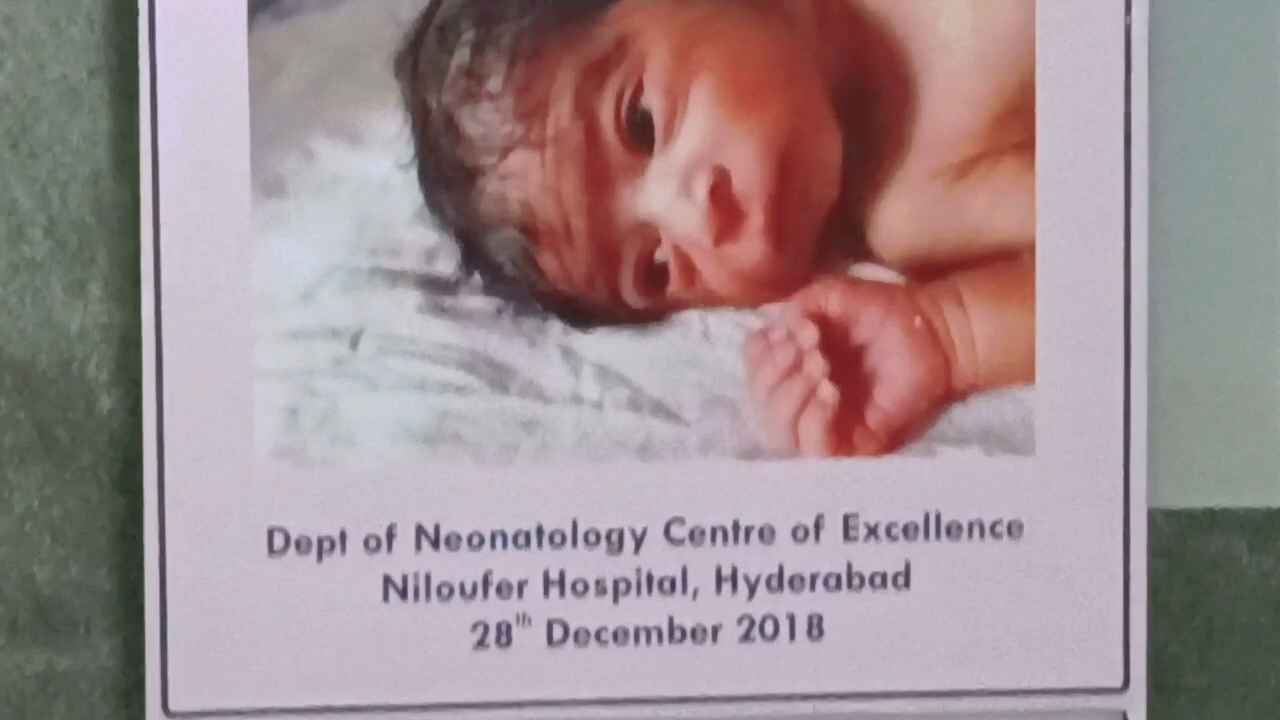 Dept of Neonatology Centre of Excellence
Niloufer Hospital, Hyderabad
28th December 2018